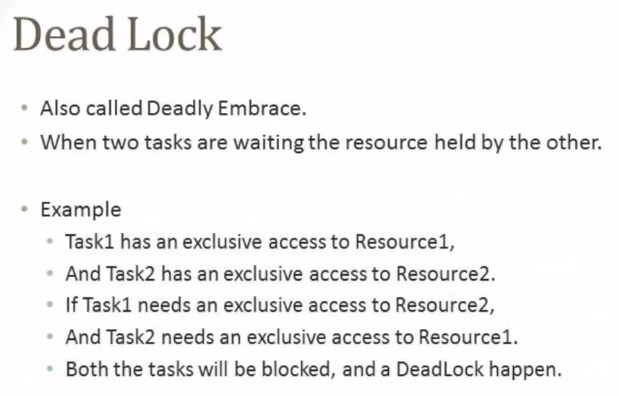 Dead Lock
• Also called Deadly Embrace.
• When two tasks are waiting the resource held by the other.
• Example
• Task1 has an exclusive access to Resource1,
• And Task2 has an exclusive access to Resource2.
• If Task1 needs an exclusive access to Resource2,
• And Task2 needs an exclusive access to Resource1.
• Both the tasks will be blocked, and a DeadLock happen.